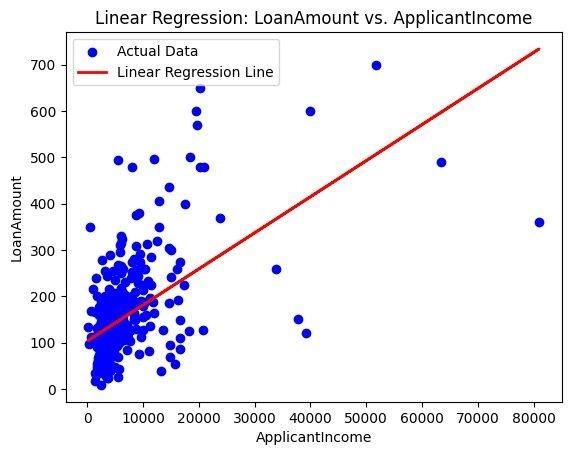 Linear Regression: LoanAmount vs. ApplicantIncome
Actual Data
Linear Regression Line
700
600
500
400
300
200
100
0
LoanAmount
0 10000 20000 30000 40000 50000 60000 70000 80000
ApplicantIncome